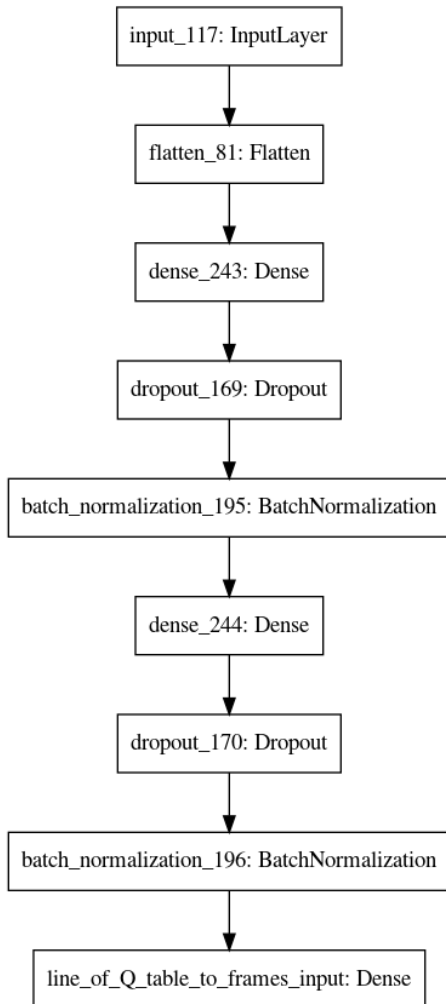 input_117: InputLayer
flatten_81: Flatten
dense_243: Dense
dropout_169: Dropout
batch_normalization_195: BatchNormalization
dense_244: Dense
dropout_170: Dropout
batch_normalization_196: BatchNormalization
line_of_Q_table_to_frames_input: Dense